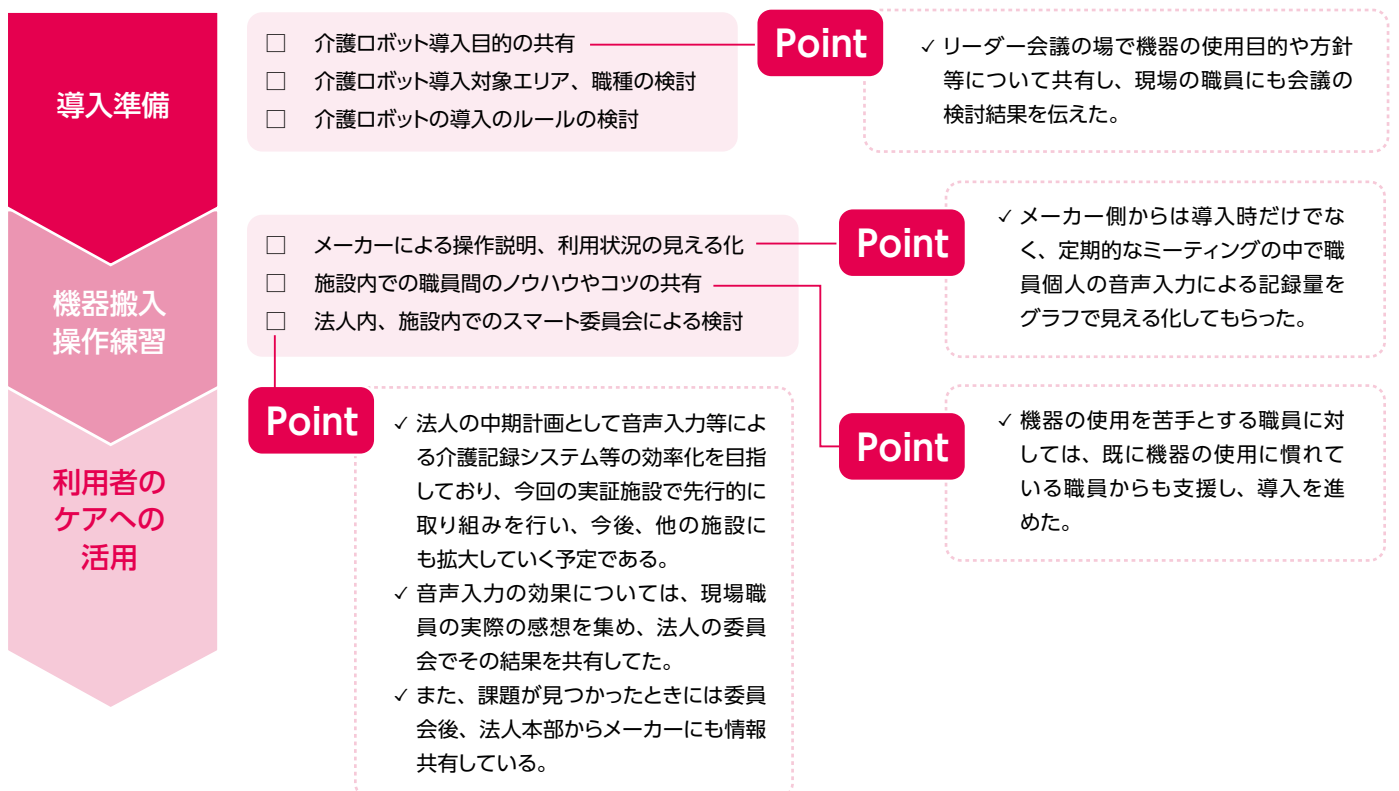 導入準備
□ 介護ロボット導入目的の共有
□ 介護ロボット導入対象エリア、職種の検討
□ 介護ロボットの導入のルールの検討
Point
✓ リーダー会議の場で機器の使用目的や方針
等について共有し、現場の職員にも会議の
検討結果を伝えた。
機器搬入
操作練習
□ メーカーによる操作説明、利用状況の見える化
□ 施設内での職員間のノウハウやコツの共有
□ 法人内、施設内でのスマート委員会による検討
Point
✓ メーカー側からは導入時だけでな
く、定期的なミーティングの中で職
員個人の音声入力による記録量を
グラフで見える化してもらった。
Point
✓ 機器の使用を苦手とする職員に対
しては、既に機器の使用に慣れて
いる職員からも支援し、導入を進
めた。
利用者の
ケアへの
活用
Point
✓ 法人の中期計画として音声入力等によ
る介護記録システム等の効率化を目指
しており、今回の実証施設で先行的に
取り組みを行い、今後、他の施設に
も拡大していく予定である。
✓ 音声入力の効果については、現場職
員の実際の感想を集め、法人の委員
会でその結果を共有してた。
✓ また、課題が見つかったときには委員
会後、法人本部からメーカーにも情報
共有している。